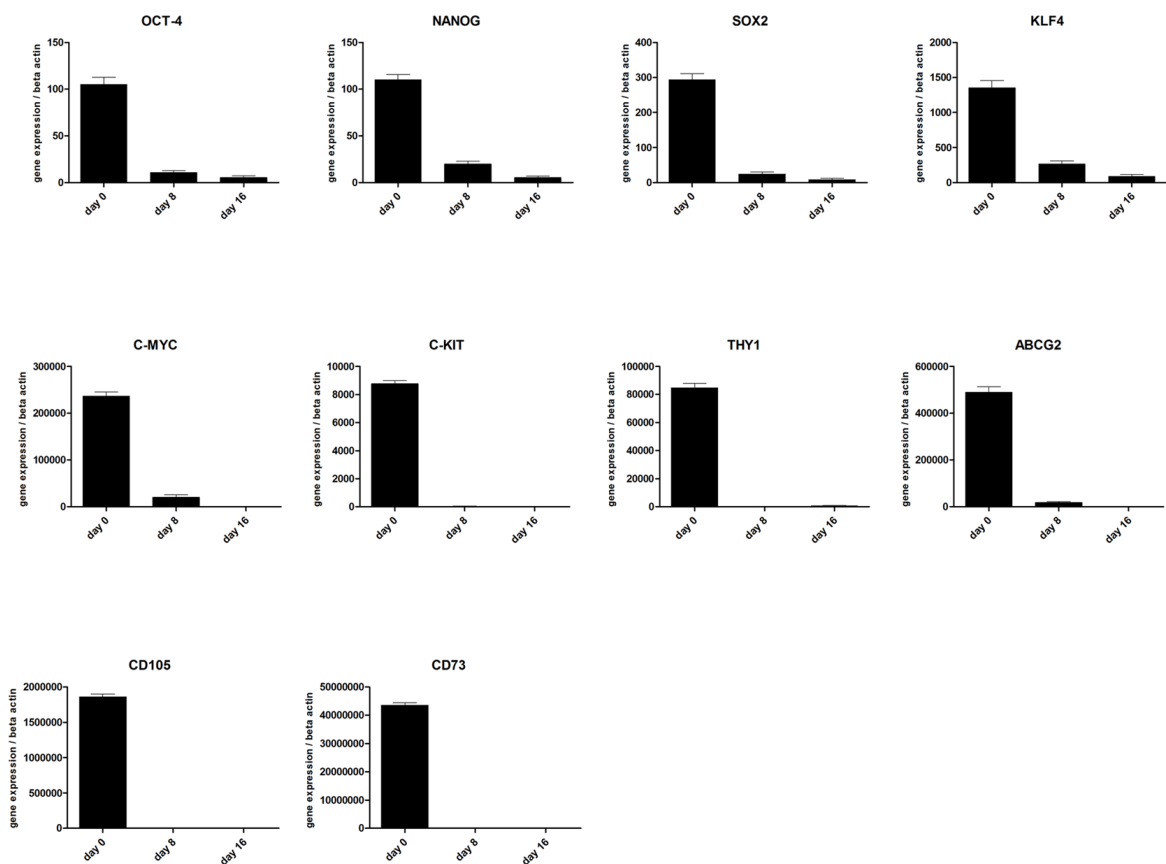 OCT-4
gene expression / beta actin
150
100
50
0
day 0
day 8
day 16
NANOG
gene expression / beta actin
150
100
50
0
day 0
day 8
day 16
SOX2
gene expression / beta actin
400
300
200
100
0
day 0
day 8
day 16
KLF4
gene expression / beta actin
2000
1500
1000
500
0
day 0
day 8
day 16
C-MYC
gene expression / beta actin
300000
200000
100000
0
day 0
day 8
day 16
C-KIT
gene expression / beta actin
10000
8000
6000
4000
2000
0
day 0
day 8
day 16
THY1
gene expression / beta actin
100000
80000
60000
40000
20000
0
day 0
day 8
day 16
ABCG2
gene expression / beta actin
600000
400000
200000
0
day 0
day 8
day 16
CD105
gene expression / beta actin
2000000
1500000
1000000
500000
0
day 0
day 8
day 16
CD73
gene expression / beta actin
50000000
40000000
30000000
20000000
10000000
0
day 0
day 8
day 16